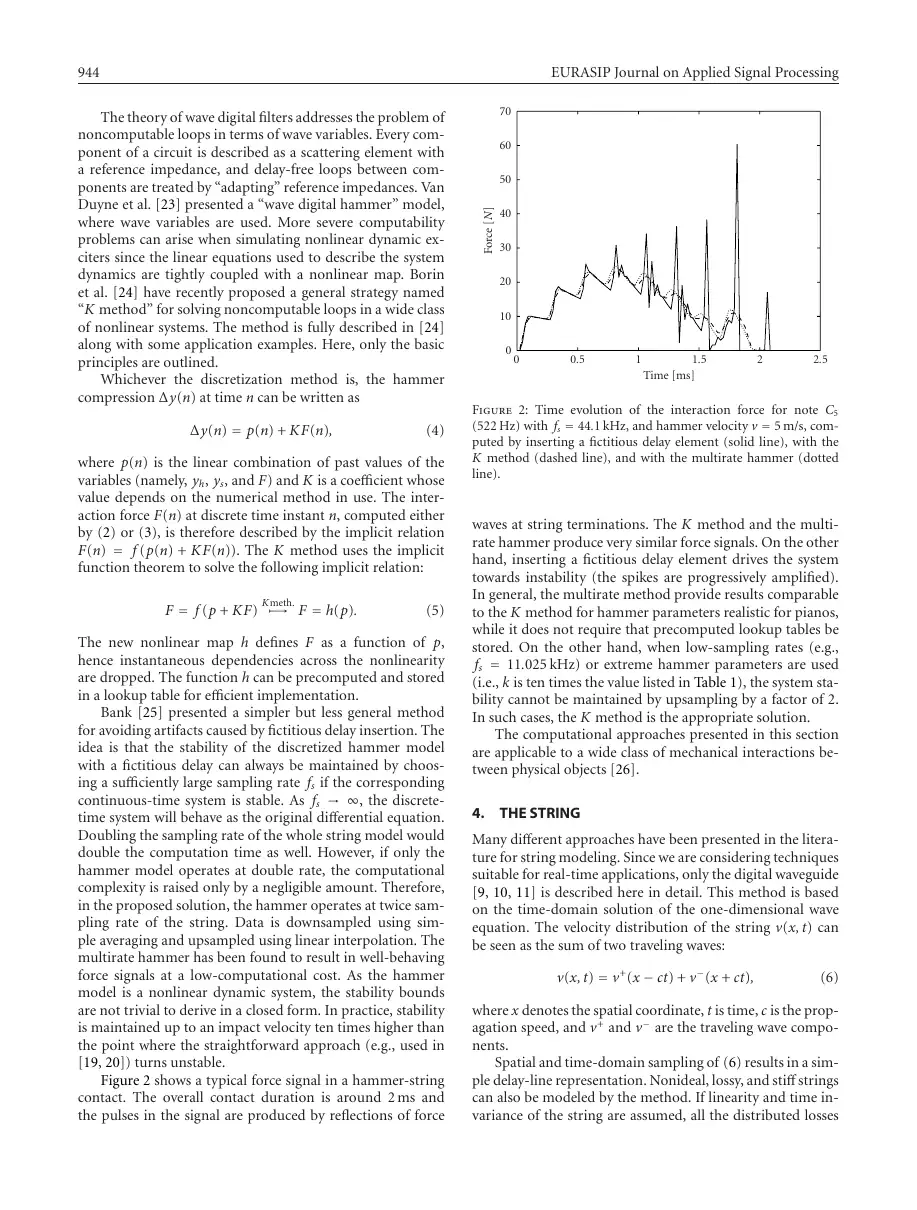 944
EURASIP Journal on Applied Signal Processing
The theory of wave digital filters addresses the problem of
noncomputable loops in terms of wave variables. Every com-
ponent of a circuit is described as a scattering element with
a reference impedance, and delay-free loops between com-
ponents are treated by “adapting” reference impedances. Van
Duyne et al. [23] presented a “wave digital hammer” model,
where wave variables are used. More severe computability
problems can arise when simulating nonlinear dynamic ex-
citers since the linear equations used to describe the system
dynamics are tightly coupled with a nonlinear map. Borin
et al. [24] have recently proposed a general strategy named
“K method” for solving noncomputable loops in a wide class
of nonlinear systems. The method is fully described in [24]
along with some application examples. Here, only the basic
principles are outlined.
Whichever the discretization method is, the hammer
compression Δy(n) at time n can be written as
Δy(n) = p(n) + KF(n), (4)
where p(n) is the linear combination of past values of the
variables (namely, yh, ys, and F) and K is a coefficient whose
value depends on the numerical method in use. The inter-
action force F(n) at discrete time instant n, computed either
by (2) or (3), is therefore described by the implicit relation
F(n) = f(p(n) + KF(n)). The K method uses the implicit
function theorem to solve the following implicit relation:
F = f(p + KF) Kmeth. ⟼ F = h(p). (5)
The new nonlinear map h defines F as a function of p,
hence instantaneous dependencies across the nonlinearity
are dropped. The function h can be precomputed and stored
in a lookup table for efficient implementation.
Bank [25] presented a simpler but less general method
for avoiding artifacts caused by fictitious delay insertion. The
idea is that the stability of the discretized hammer model
with a fictitious delay can always be maintained by choos-
ing a sufficiently large sampling rate fs if the corresponding
continuous-time system is stable. As fs → ∞, the discrete-
time system will behave as the original differential equation.
Doubling the sampling rate of the whole string model would
double the computation time as well. However, if only the
hammer model operates at double rate, the computational
complexity is raised only by a negligible amount. Therefore,
in the proposed solution, the hammer operates at twice sam-
pling rate of the string. Data is downsampled using sim-
ple averaging and upsampled using linear interpolation. The
multirate hammer has been found to result in well-behaving
force signals at a low-computational cost. As the hammer
model is a nonlinear dynamic system, the stability bounds
are not trivial to derive in a closed form. In practice, stability
is maintained up to an impact velocity ten times higher than
the point where the straightforward approach (e.g., used in
[19, 20]) turns unstable.
Figure 2 shows a typical force signal in a hammer-string
contact. The overall contact duration is around 2 ms and
the pulses in the signal are produced by reflections of force
70
60
50
40
30
20
10
0
Force [N]
0 0.5 1 1.5 2 2.5
Time [ms]
Figure 2: Time evolution of the interaction force for note C5
(522 Hz) with fs = 44.1 kHz, and hammer velocity v = 5 m/s, com-
puted by inserting a fictitious delay element (solid line), with the
K method (dashed line), and with the multirate hammer (dotted
line).
waves at string terminations. The K method and the multi-
rate hammer produce very similar force signals. On the other
hand, inserting a fictitious delay element drives the system
towards instability (the spikes are progressively amplified).
In general, the multirate method provide results comparable
to the K method for hammer parameters realistic for pianos,
while it does not require that precomputed lookup tables be
stored. On the other hand, when low-sampling rates (e.g.,
fs = 11.025 kHz) or extreme hammer parameters are used
(i.e., k is ten times the value listed in Table 1), the system sta-
bility cannot be maintained by upsampling by a factor of 2.
In such cases, the K method is the appropriate solution.
The computational approaches presented in this section
are applicable to a wide class of mechanical interactions be-
tween physical objects [26].
4. THE STRING
Many different approaches have been presented in the litera-
ture for string modeling. Since we are considering techniques
suitable for real-time applications, only the digital waveguide
[9, 10, 11] is described here in detail. This method is based
on the time-domain solution of the one-dimensional wave
equation. The velocity distribution of the string v(x, t) can
be seen as the sum of two traveling waves:
v(x, t) = v⁺(x − ct) + v⁻(x + ct), (6)
where x denotes the spatial coordinate, t is time, c is the prop-
agation speed, and v⁺ and v⁻ are the traveling wave compo-
nents.
Spatial and time-domain sampling of (6) results in a sim-
ple delay-line representation. Nonideal, lossy, and stiff strings
can also be modeled by the method. If linearity and time in-
variance of the string are assumed, all the distributed losses